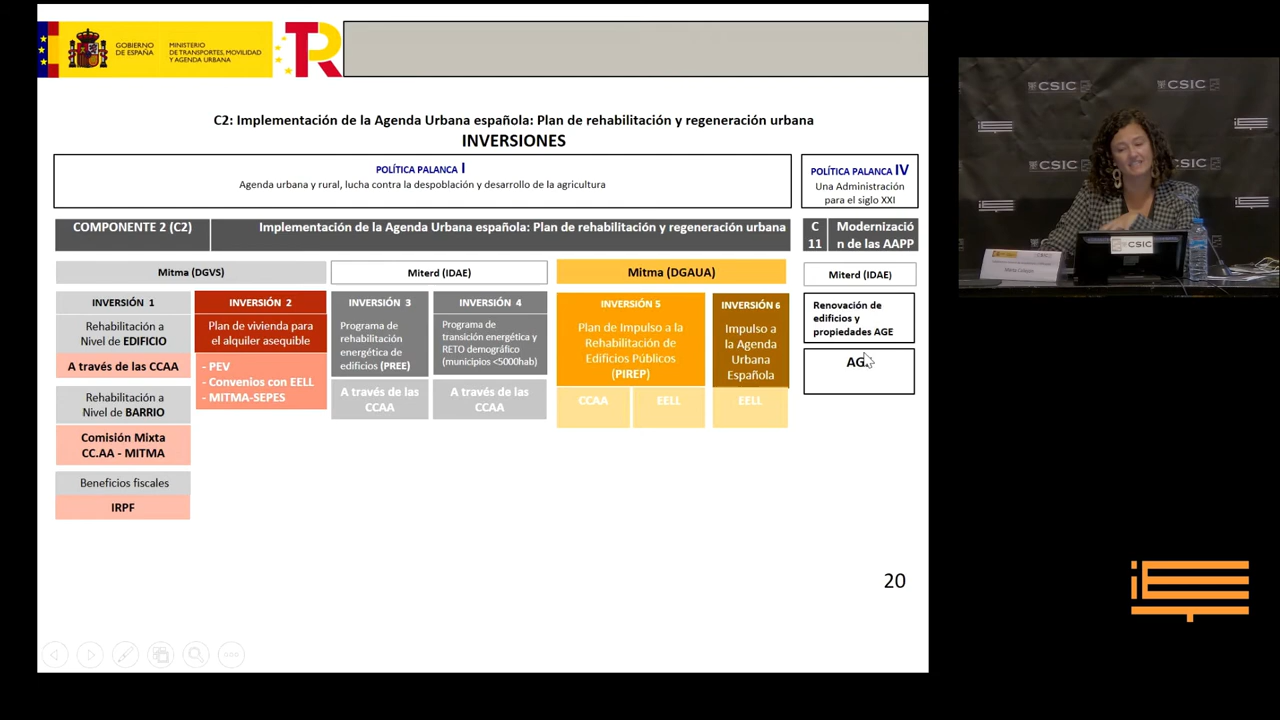 GOBIERNO
DE ESPAÑA
MINISTERIO
DE TRANSPORTES, MOVILIDAD
Y AGENDA URBANA
TR
C2: Implementación de la Agenda Urbana española: Plan de rehabilitación y regeneración urbana
INVERSIONES
POLÍTICA PALANCA I
Agenda urbana y rural, lucha contra la despoblación y desarrollo de la agricultura
POLÍTICA PALANCA IV
Una Administración
para el siglo XXI
COMPONENTE 2 (C2)
Implementación de la Agenda Urbana española: Plan de rehabilitación y regeneración urbana
C
11
Modernizació
n de las AAPP
Mitma (DGVS)
Miterd (IDAE)
Mitma (DGAUA)
Miterd (IDAE)
INVERSIÓN 1
Rehabilitación a
Nivel de EDIFICIO
A través de las CCAA
Rehabilitación a
Nivel de BARRIO
Comisión Mixta
CC.AA - MITMA
Beneficios fiscales
IRPF
INVERSIÓN 2
Plan de vivienda para
el alquiler asequible
- PEV
- Convenios con EELL
- MITMA-SEPES
INVERSIÓN 3
Programa de
rehabilitación
energética de
edificios (PREE)
A través de las
CCAA
INVERSIÓN 4
Programa de
transición energética y
RETO demográfico
(municipios <5000hab)
A través de las
CCAA
INVERSIÓN 5
Plan de Impulso a la
Rehabilitación de
Edificios Públicos
(PIREP)
CCAA
EELL
INVERSIÓN 6
Impulso a
la Agenda
Urbana
Española
EELL
Renovación de
edificios y
propiedades AGE
20
CSIC
CSIC
CSIC
CSIC
CSIC